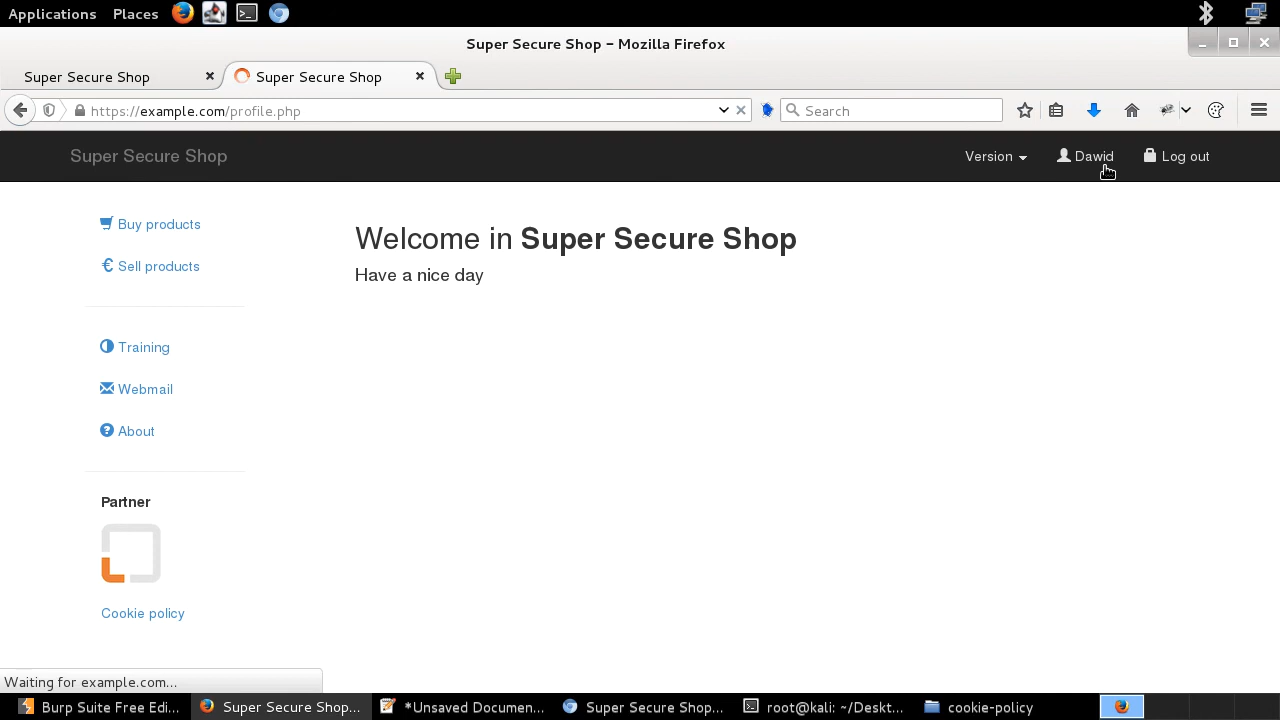 Applications Places
Super Secure Shop - Mozilla Firefox
Super Secure Shop
Super Secure Shop
https://example.com/profile.php
Search
Super Secure Shop
Version
Dawid
Log out
Buy products
Sell products
Training
Webmail
About
Partner
Cookie policy
Welcome in Super Secure Shop
Have a nice day
Waiting for example.com...
Burp Suite Free Edi...
Super Secure Shop...
*Unsaved Documen...
Super Secure Shop...
root@kali: ~/Deskt...
cookie-policy